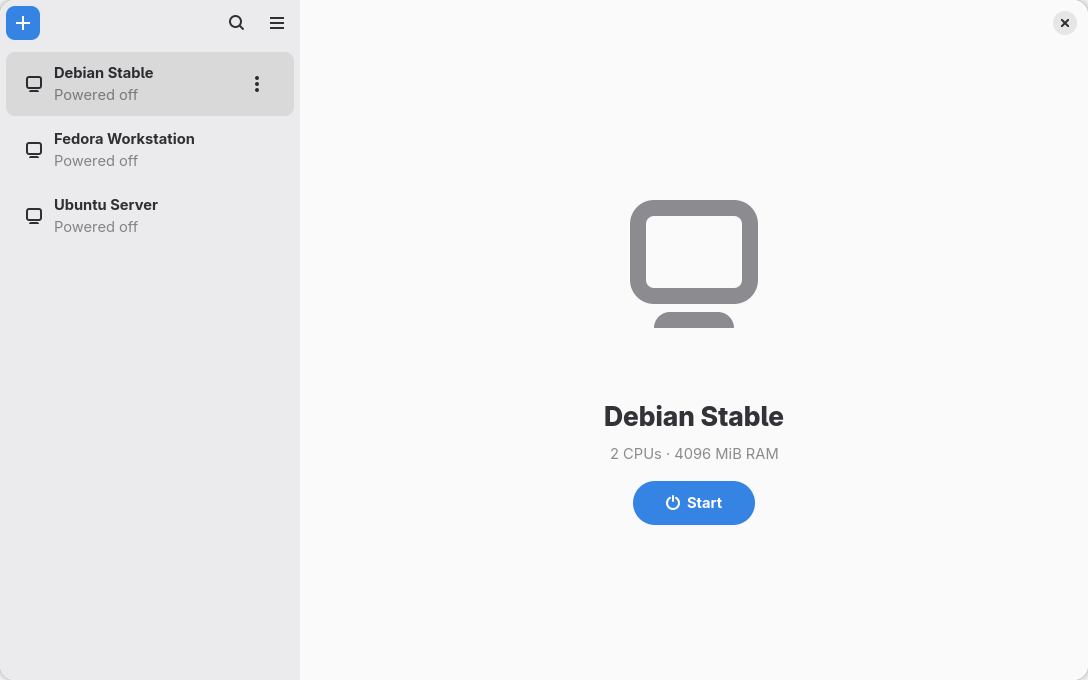 Debian Stable
Powered off
Fedora Workstation
Powered off
Ubuntu Server
Powered off
Debian Stable
2 CPUs · 4096 MiB RAM
Start